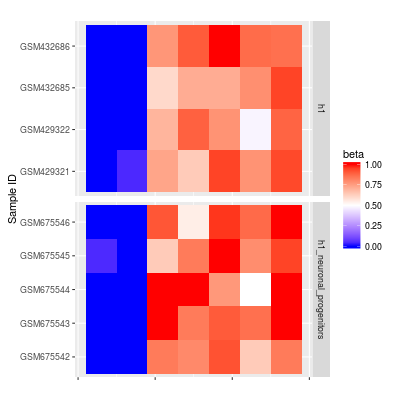 GSM432686
GSM432685
GSM429322
GSM429321
h1
GSM675546
GSM675545
GSM675544
GSM675543
GSM675542
h1_neuronal_progenitors
Sample ID
beta
1.00
0.75
0.50
0.25
0.00